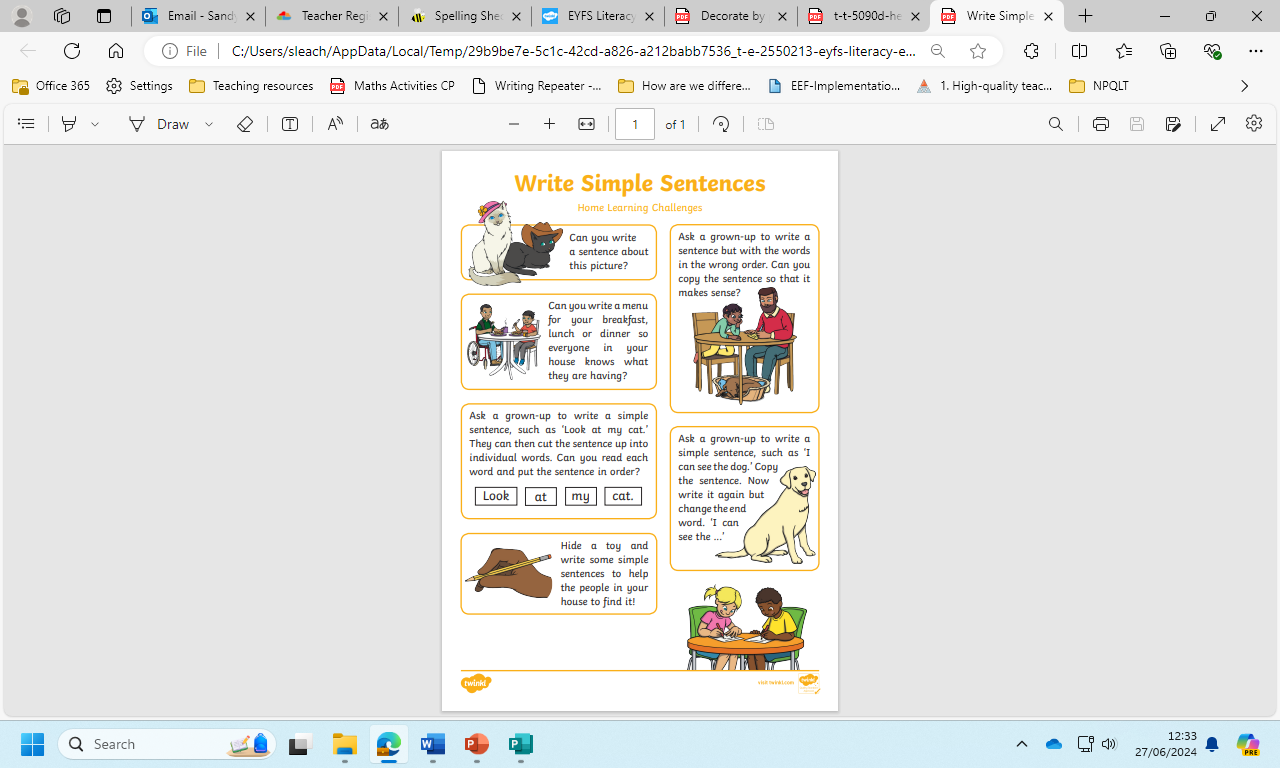 Email - Sandy
Teacher Regi
Spelling She
EYFS Literacy
Decorate by
t-tc5090d-he
Write Simple
File
C:/Users/sleach/AppData/Local/Temp/29b9be7e-5c1c-42cd-a826-a212babb7536_t-e-2550213-eyfs-literacy-e...
Office 365
Settings
Teaching resources
Maths Activities CP
Writing Repeater -...
How are we differe...
EEF-Implementatio...
1. High-quality teac...
NPQLT
Draw
1
of 1
Write Simple Sentences
Home Learning Challenges
Can you write
a sentence about
this picture?
Can you write a menu
for your breakfast,
lunch or dinner so
everyone in your
house knows what
they are having?
Ask a grown-up to write a simple
sentence, such as ‘Look at my cat.’
They can then cut the sentence up into
individual words. Can you read each
word and put the sentence in order?
Look at my cat.
Hide a toy and
write some simple
sentences to help
the people in your
house to find it!
Ask a grown-up to write a
sentence but with the words
in the wrong order. Can you
copy the sentence so that it
makes sense?
Ask a grown-up to write a
simple sentence, such as ‘I
can see the dog.’ Copy
the sentence. Now
write it again but
change the end
word. ‘I can
see the ...’
twinkl
visit twinkl.com
twinkl
Search
12:33
27/06/2024